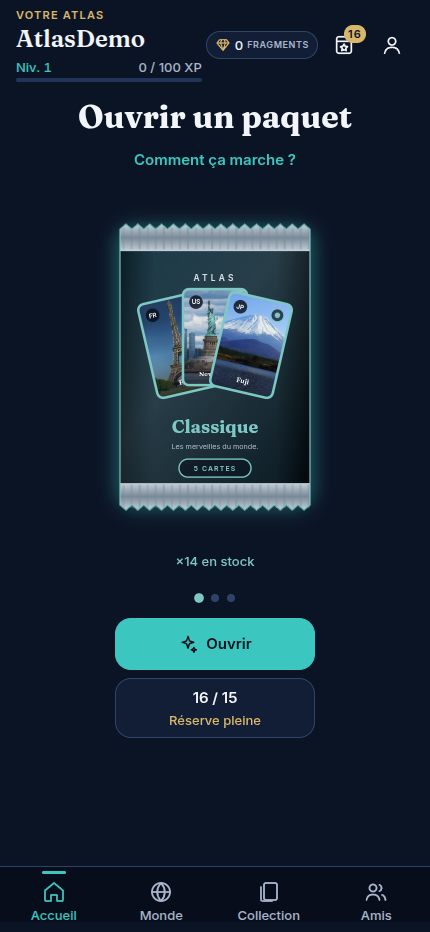 VOTRE ATLAS
AtlasDemo
Niv. 1
0 / 100 XP
0 FRAGMENTS
16
Ouvrir un paquet
Comment ça marche ?
ATLAS
FR
US
JP
Fuji
Classique
Les merveilles du monde.
5 CARTES
×14 en stock
Ouvrir
16 / 15
Réserve pleine
Accueil
Monde
Collection
Amis